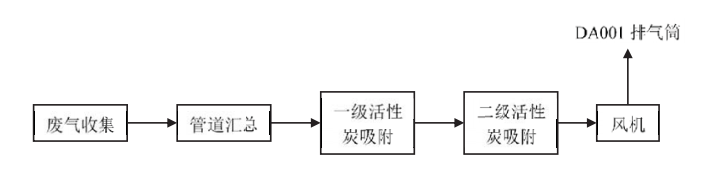 DA001 排气筒
废气收集
管道汇总
一级活性
炭吸附
二级活性
炭吸附
风机